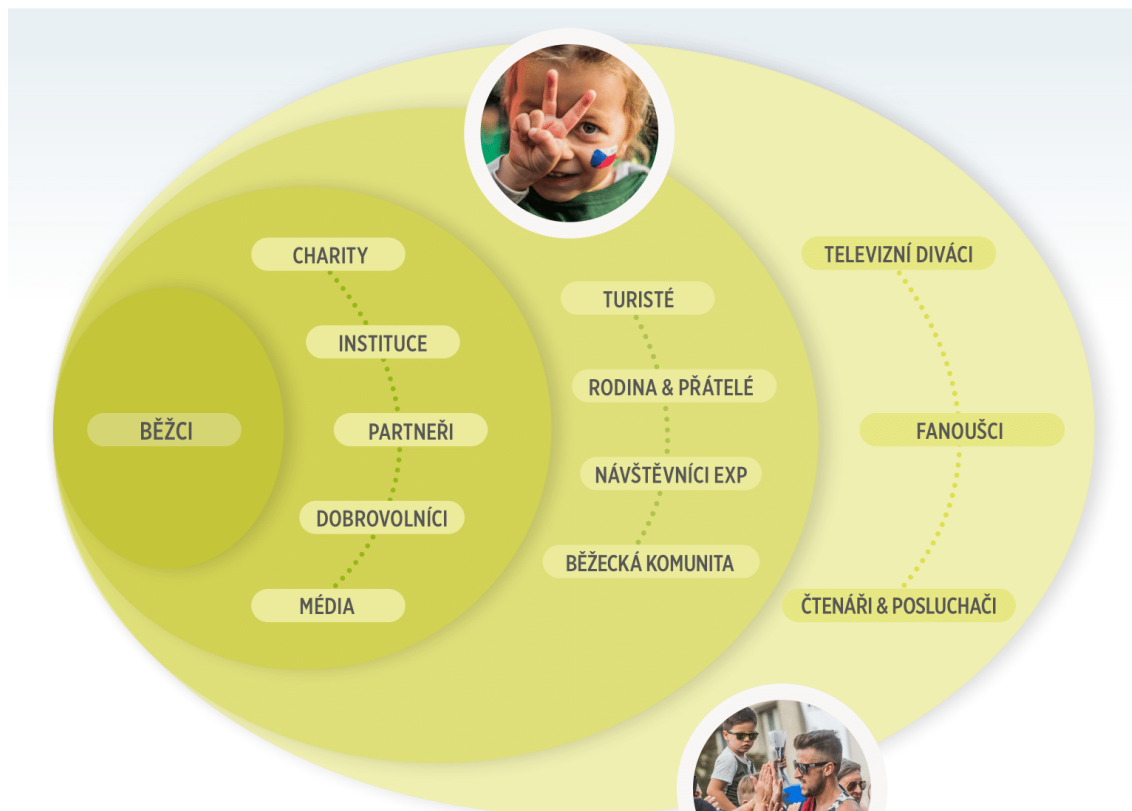 BĚŽCI
CHARITY
INSTITUCE
PARTNEŘI
DOBROVOLNÍCI
MÉDIA
TURISTÉ
RODINA & PŘÁTELÉ
NÁVŠTĚVNÍCI EXP
BĚŽECKÁ KOMUNITA
TELEVIZNÍ DIVÁCI
FANOUŠCI
ČTENÁŘI & POSLUCHAČI